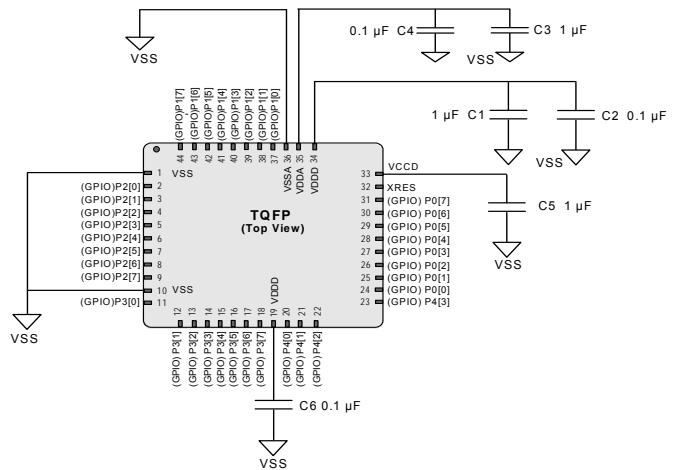 0.1 µF C4
C3 1 µF
VSS
VSS
1 µF C1
C2 0.1 µF
VSS
(GPIO)P1[7]
(GPIO)P1[6]
(GPIO)P1[5]
(GPIO)P1[4]
(GPIO)P1[3]
(GPIO)P1[2]
(GPIO)P1[1]
(GPIO)P1[0]
44
43
42
41
40
39
38
37
36
35
34
VSSA
VDDA
VDDD
TQFP
(Top View)
1 VSS
(GPIO)P2[0] 2
(GPIO)P2[1] 3
(GPIO)P2[2] 4
(GPIO)P2[3] 5
(GPIO)P2[4] 6
(GPIO)P2[5] 7
(GPIO)P2[6] 8
(GPIO)P2[7] 9
10 VSS
(GPIO)P3[0] 11
VSS
33 VCCD
32 XRES
31 (GPIO) P0[7]
30 (GPIO) P0[6]
29 (GPIO) P0[5]
28 (GPIO) P0[4]
27 (GPIO) P0[3]
26 (GPIO) P0[2]
25 (GPIO) P0[1]
24 (GPIO) P0[0]
23 (GPIO) P4[3]
C5 1 µF
VSS
VDDD
12
13
14
15
16
17
18
19
20
21
22
(GPIO) P3[1]
(GPIO) P3[2]
(GPIO) P3[3]
(GPIO) P3[4]
(GPIO) P3[5]
(GPIO) P3[6]
(GPIO) P3[7]
(GPIO) P4[0]
(GPIO) P4[1]
(GPIO) P4[2]
C6 0.1 µF
VSS